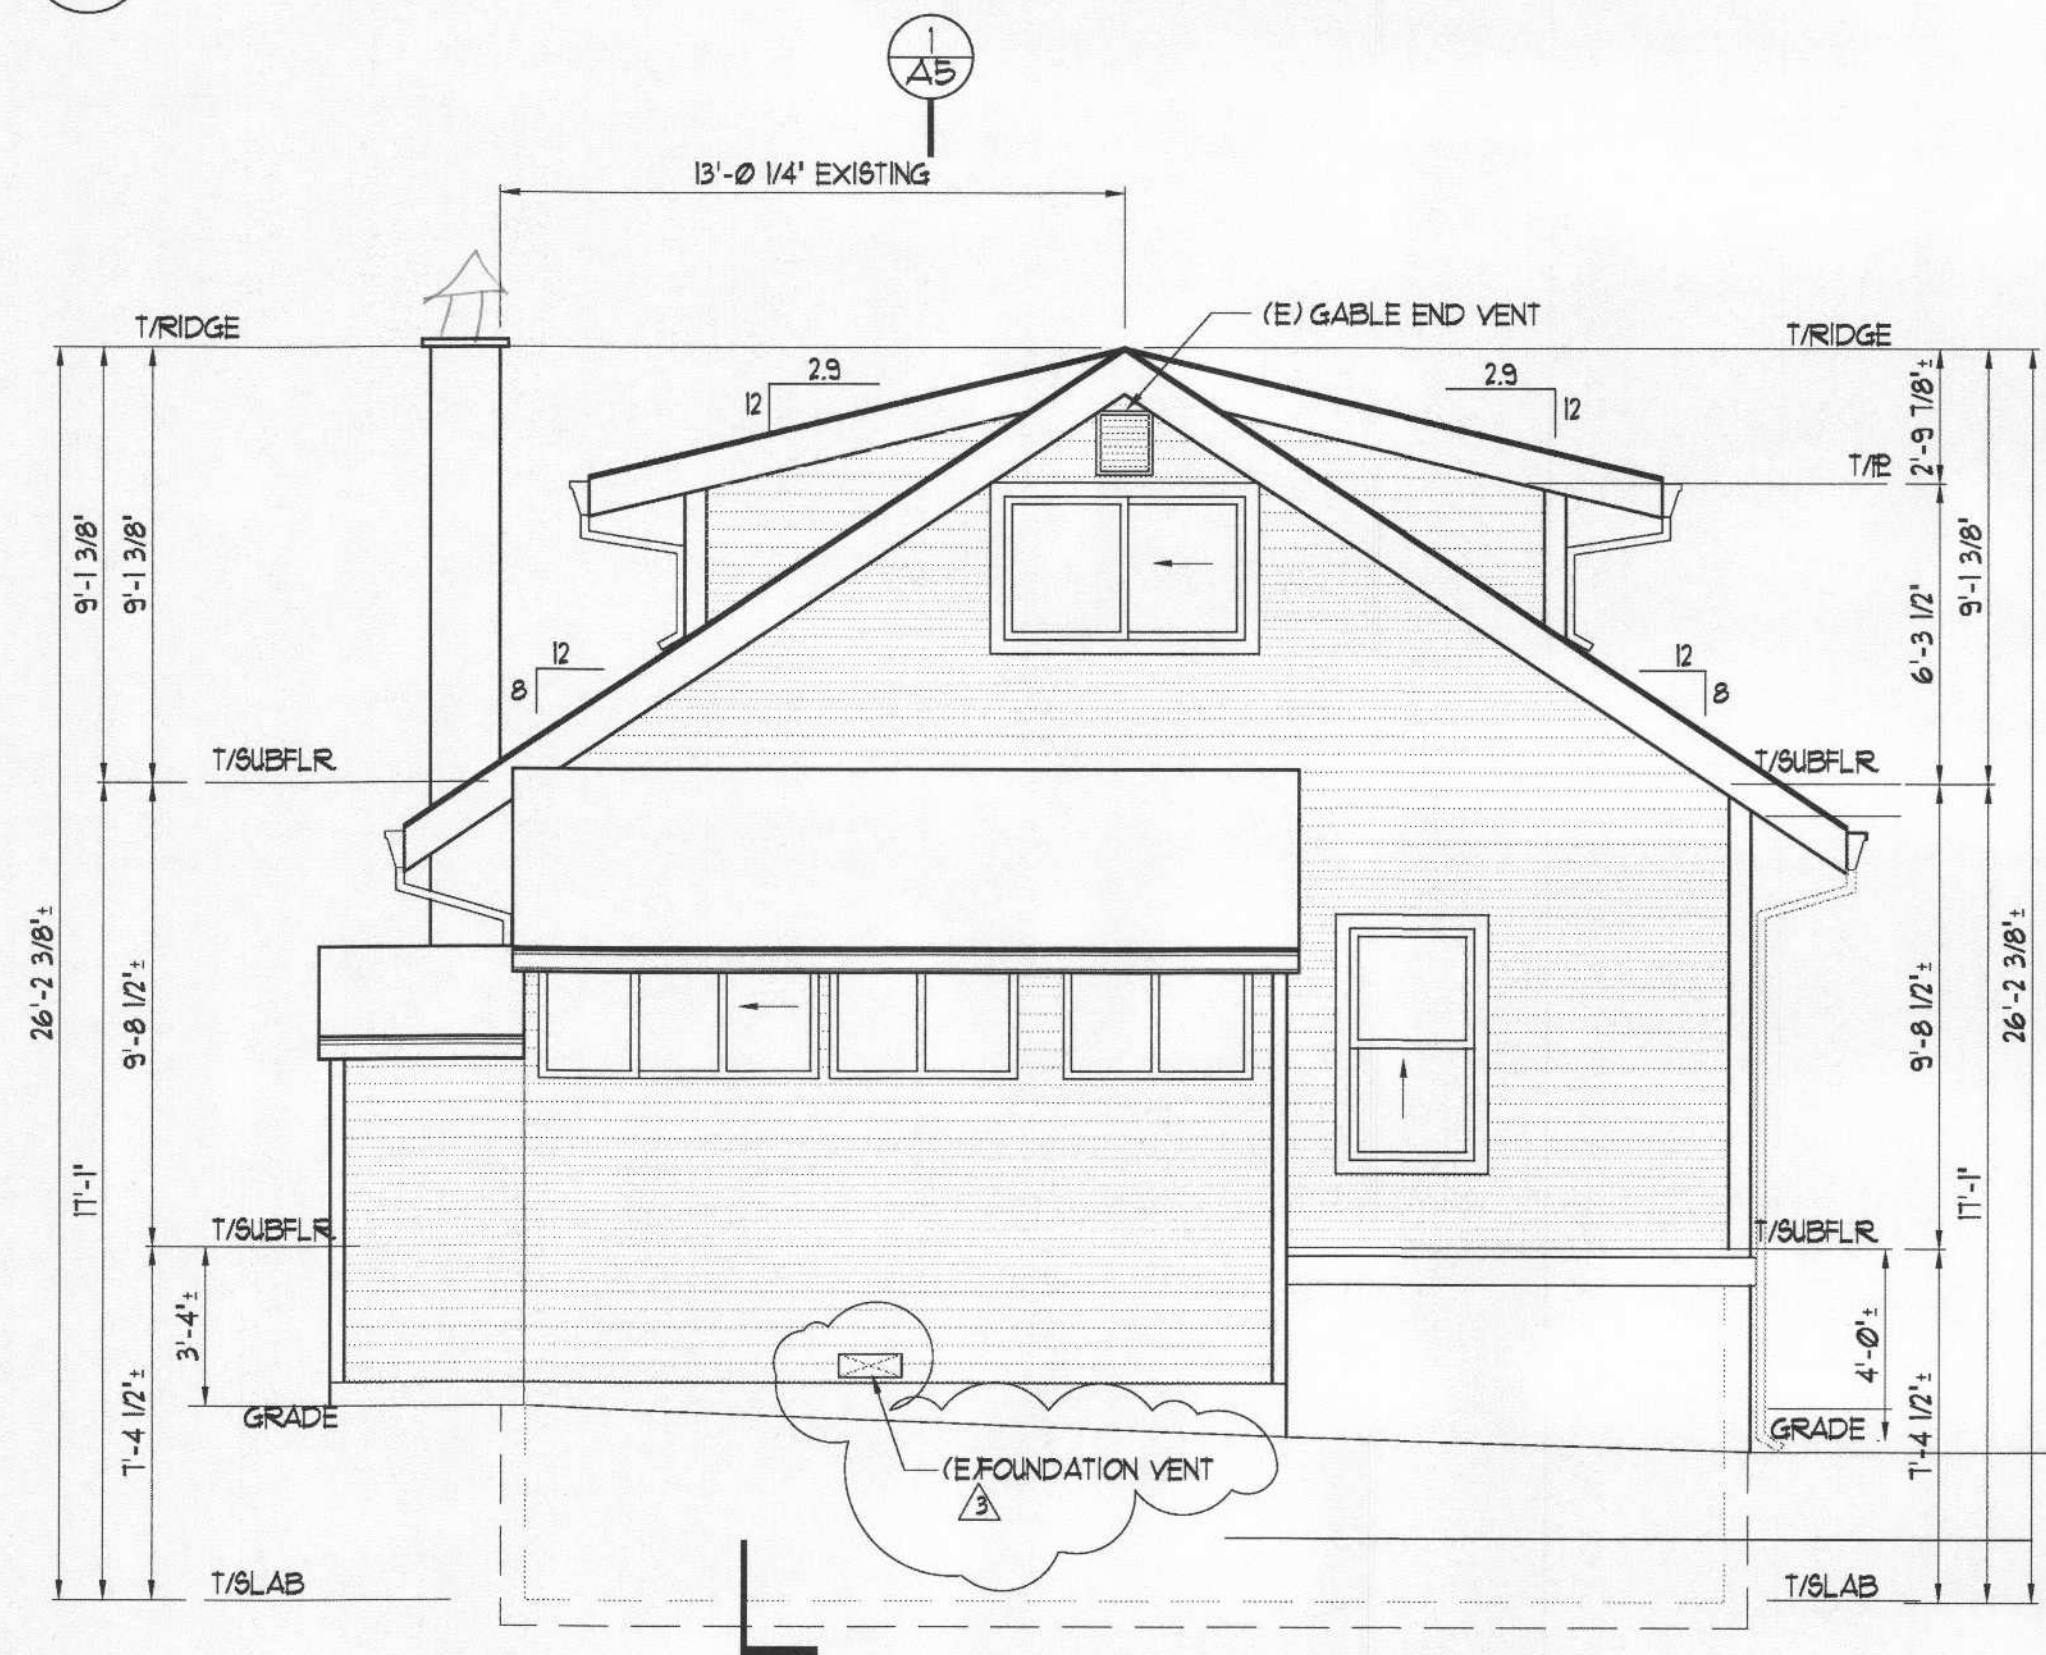 1
A5
13'-0 1/4" EXISTING
T/RIDGE
(E) GABLE END VENT
T/RIDGE
2.9
12
2.9
12
2'-9 7/8"±
T/PL
9'-1 3/8"
9'-1 3/8"
6'-3 1/2"
9'-1 3/8"
12
8
12
8
T/SUBFLR
T/SUBFLR
26'-2 3/8"±
9'-8 1/2"±
9'-8 1/2"±
26'-2 3/8"±
17'-1"
17'-1"
T/SUBFLR
T/SUBFLR
3'-4"±
4'-0"±
7'-4 1/2"±
7'-4 1/2"±
GRADE
GRADE
(E)FOUNDATION VENT
3
T/SLAB
T/SLAB